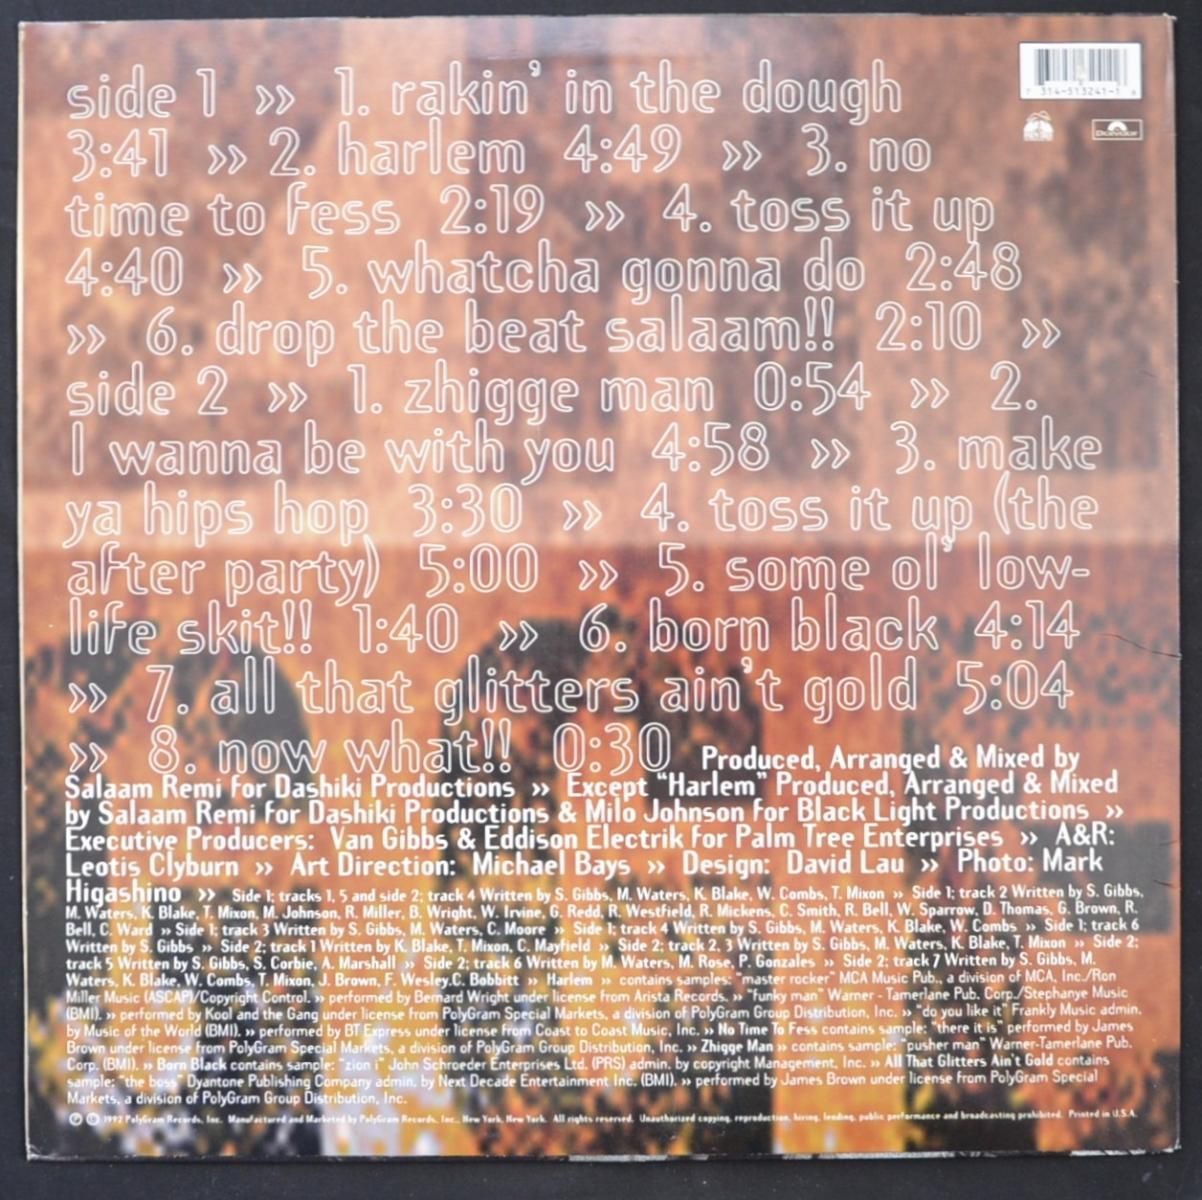 side 1 » 1. rakin' in the dough
3:41 » 2. harlem 4:49 » 3. no
time to fess 2:19 » 4. toss it up
4:40 » 5. whatcha gonna do 2:48
» 6. drop the beat salaam!! 2:10 »
side 2 » 1. zhigge man 0:54 » 2.
I wanna be with you 4:58 » 3. make
ya hips hop 3:30 » 4. toss it up (the
after party) 5:00 » 5. some ol' low-
life skit!! 1:40 » 6. born black 4:14
» 7. all that glitters ain't gold 5:04
» 8. now what!! 0:30 Produced, Arranged & Mixed by
Salaam Remi for Dashiki Productions » Except "Harlem" Produced, Arranged & Mixed
by Salaam Remi for Dashiki Productions & Milo Johnson for Black Light Productions »
Executive Producers: Van Gibbs & Eddison Electrik for Palm Tree Enterprises » A&R:
Leotis Clyburn » Art Direction: Michael Bays » Design: David Lau » Photo: Mark
Higashino » Side 1; tracks 1, 5 and side 2; track 4 Written by S. Gibbs, M. Waters, K. Blake, W. Combs, T. Mixon » Side 1; track 2 Written by S. Gibbs,
M. Waters, K. Blake, T. Mixon, M. Johnson, R. Miller, B. Wright, W. Irvine, G. Redd, R. Westfield, R. Mickens, C. Smith, R. Bell, W. Sparrow, D. Thomas, G. Brown, R.
Bell, C. Ward » Side 1; track 3 Written by S. Gibbs, M. Waters, C. Moore » Side 1; track 4 Written by S. Gibbs, M. Waters, K. Blake, W. Combs » Side 1; track 6
Written by S. Gibbs » Side 2; track 1 Written by K. Blake, T. Mixon, C. Mayfield » Side 2; track 2, 3 Written by S. Gibbs, M. Waters, K. Blake, T. Mixon » Side 2;
track 5 Written by S. Gibbs, S. Corbie, A. Marshall » Side 2; track 6 Written by M. Waters, M. Rose, P. Gonzales » Side 2; track 7 Written by S. Gibbs, M.
Waters, K. Blake, W. Combs, T. Mixon, J. Brown, F. Wesley,C. Bobbitt » Harlem » contains samples: "master rocker" MCA Music Pub., a division of MCA, Inc./Ron
Miller Music (ASCAP)/Copyright Control. » performed by Bernard Wright under license from Arista Records. » "funky man" Warner - Tamerlane Pub. Corp./Stephanye Music
(BMI). » performed by Kool and the Gang under license from PolyGram Special Markets, a division of PolyGram Group Distribution, Inc. » "do you like it" Frankly Music admin.
by Music of the World (BMI). » performed by BT Express under license from Coast to Coast Music, Inc. » No Time To Fess contains sample: "there it is" performed by James
Brown under license from PolyGram Special Markets, a division of PolyGram Group Distribution, Inc. » Zhigge Man » contains sample: "pusher man" Warner-Tamerlane Pub.
Corp. (BMI). » Born Black contains sample: "zion i" John Schroeder Enterprises Ltd. (PRS) admin. by copyright Management, Inc. » All That Glitters Ain't Gold contains
sample: "the boss" Dyantone Publishing Company admin. by Next Decade Entertainment Inc. (BMI). » performed by James Brown under license from PolyGram Special
Markets, a division of PolyGram Group Distribution, Inc.
℗ © 1992 PolyGram Records, Inc. Manufactured and Marketed by PolyGram Records, Inc., New York, New York. All rights reserved. Unauthorized copying, reproduction, hiring, lending, public performance and broadcasting prohibited. Printed in U.S.A.
7 314-513241-1 6
Polydor